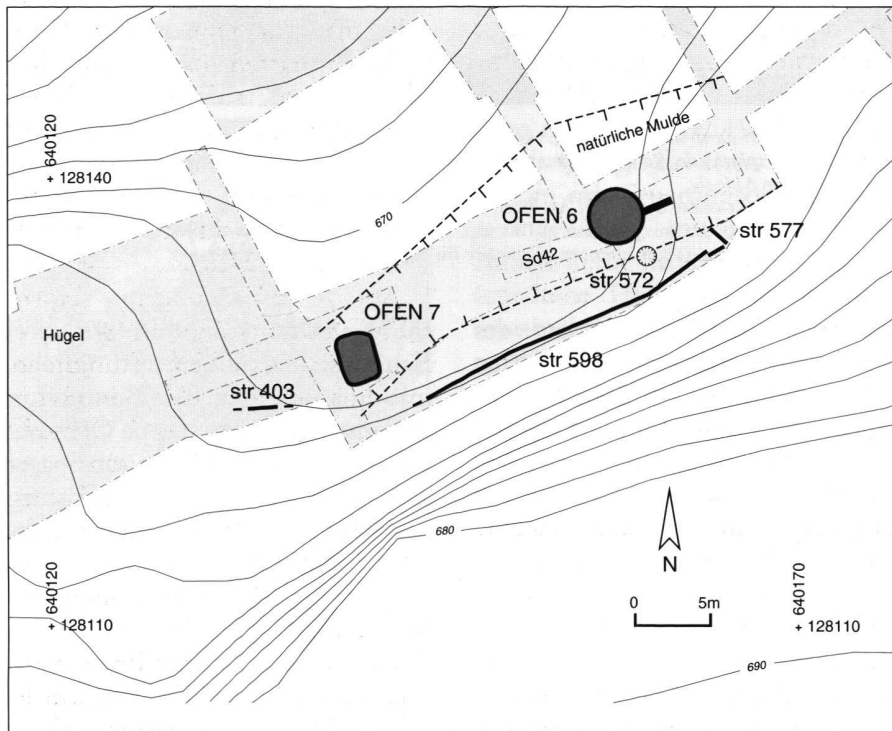 640120
+ 128140
670
natürliche Mulde
OFEN 6
str 577
Sd42
str 572
OFEN 7
Hügel
str 598
str 403
680
N
0 5m
640120
+ 128110
640170
+ 128110
690